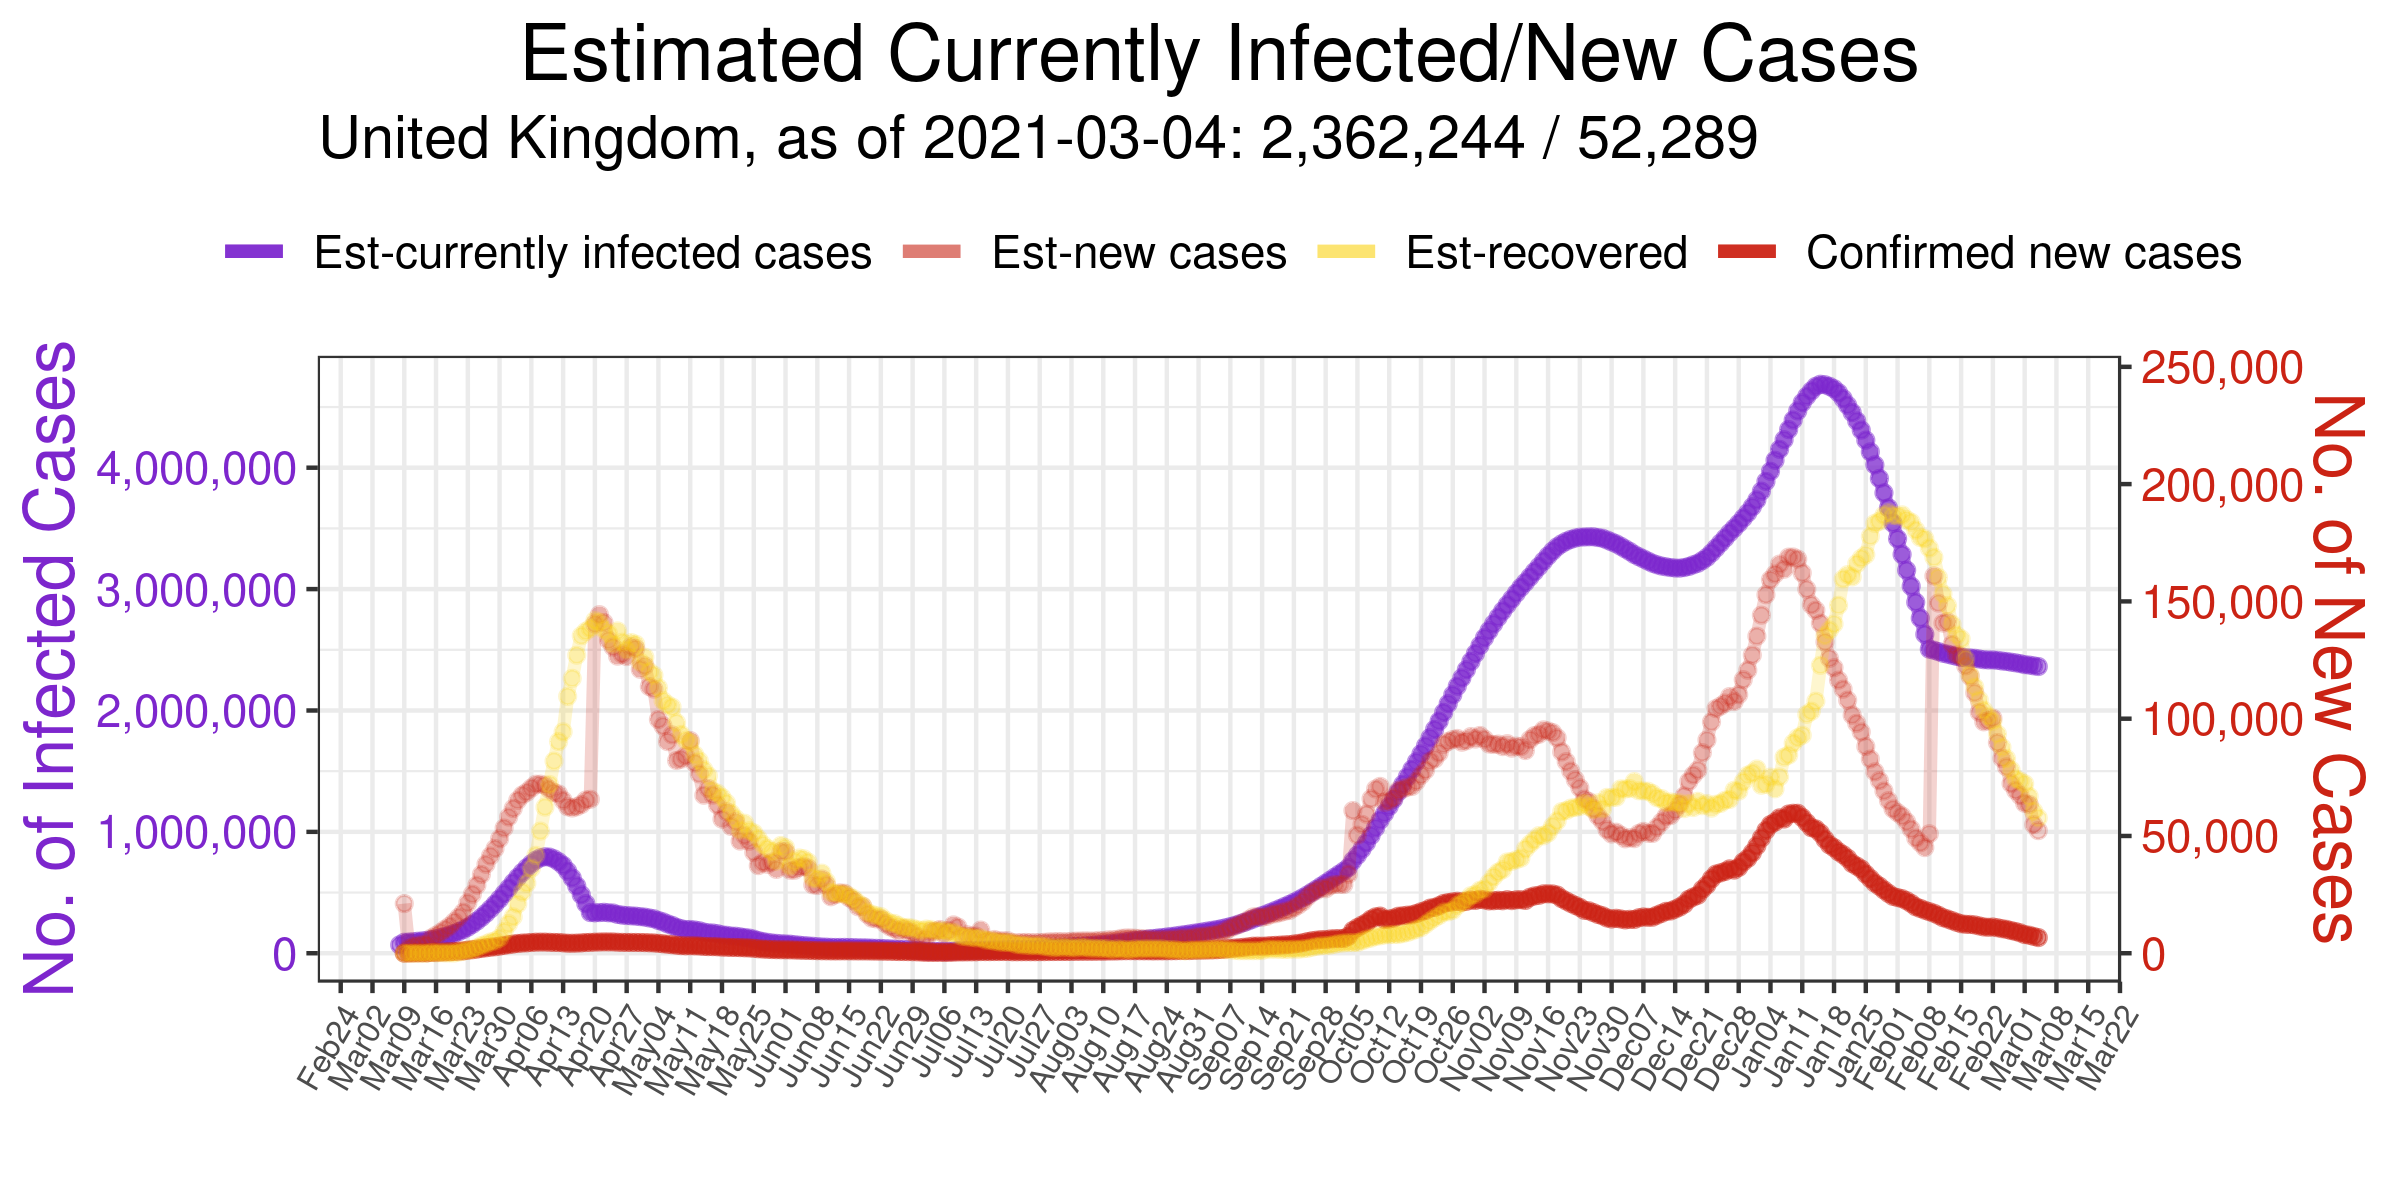 Estimated Currently Infected/New Cases
United Kingdom, as of 2021-03-04: 2,362,244 / 52,289
Est-currently infected cases Est-new cases Est-recovered Confirmed new cases
No. of Infected Cases
4,000,000
3,000,000
2,000,000
1,000,000
0
250,000
200,000
150,000
100,000
50,000
0
No. of New Cases
Feb24
Mar02
Mar09
Mar16
Mar23
Mar30
Apr06
Apr13
Apr20
Apr27
May04
May11
May18
May25
Jun01
Jun08
Jun15
Jun22
Jun29
Jul06
Jul13
Jul20
Jul27
Aug03
Aug10
Aug17
Aug24
Aug31
Sep07
Sep14
Sep21
Sep28
Oct05
Oct12
Oct19
Oct26
Nov02
Nov09
Nov16
Nov23
Nov30
Dec07
Dec14
Dec21
Dec28
Jan04
Jan11
Jan18
Jan25
Feb01
Feb08
Feb15
Feb22
Mar01
Mar08
Mar15
Mar22